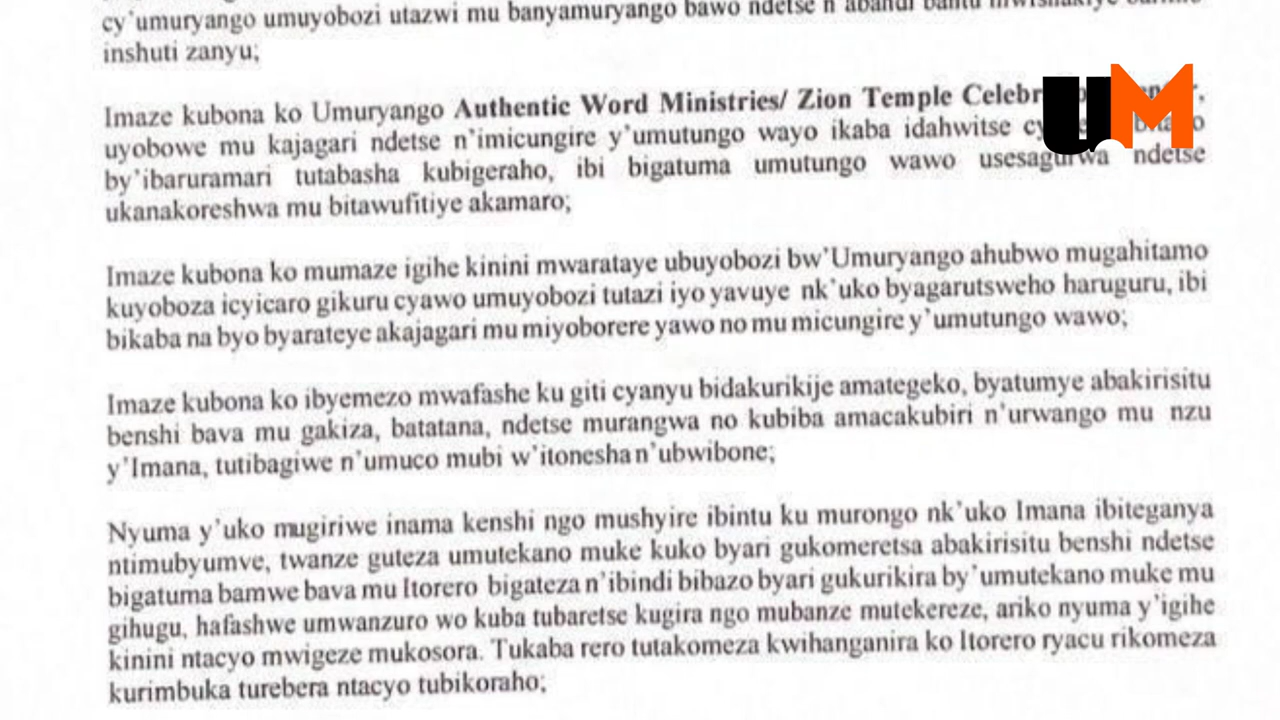 cy'umuryango umuyobozi utazwi mu banyamuryango bawo ndetse n'abandi bantu
inshuti zanyu;
Imaze kubona ko Umuryango Authentic Word Ministries/ Zion Temple
uyobowe mu kajagari ndetse n'imicungire y'umutungo wayo ikaba idahwitse
by'ibaruramari tutabasha kubigeraho, ibi bigatuma umutungo wawo usesagurwa ndetse
ukanakoreshwa mu bitawufitiye akamaro;
Imaze kubona ko mumaze igihe kinini mwarataye ubuyobozi bw'Umuryango ahubwo mugahitamo
kuyoboza icyicaro gikuru cyawo umuyobozi tutazi iyo yavuye nk'uko byagarutsweho haruguru, ibi
bikaba na byo byarateye akajagari mu miyoborere yawo no mu micungire y'umutungo wawo;
Imaze kubona ko ibyemezo mwafashe ku giti cyanyu bidakurikije amategeko, byatumye abakirisitu
benshi bava mu gakiza, batatana, ndetse murangwa no kubiba amacakubiri n'urwango mu nzu
y'Imana, tutibagiwe n'umuco mubi w'itonesha n'ubwibone;
Nyuma y'uko mugiriwe inama kenshi ngo mushyire ibintu ku murongo nk'uko Imana ibiteganya
ntimubyumve, twanze guteza umutekano muke kuko byari gukomeretsa abakirisitu benshi ndetse
bigatuma bamwe bava mu Itorero bigateza n'ibindi bibazo byari gukurikira by'umutekano muke mu
gihugu, hafashwe umwanzuro wo kuba tubaretse kugira ngo mubanze mutekereze, ariko nyuma y'igihe
kinini ntacyo mwigeze mukosora. Tukaba rero tutakomeza kwihanganira ko Itorero ryacu rikomeza
kurimbuka turebera ntacyo tubikoraho;
UM